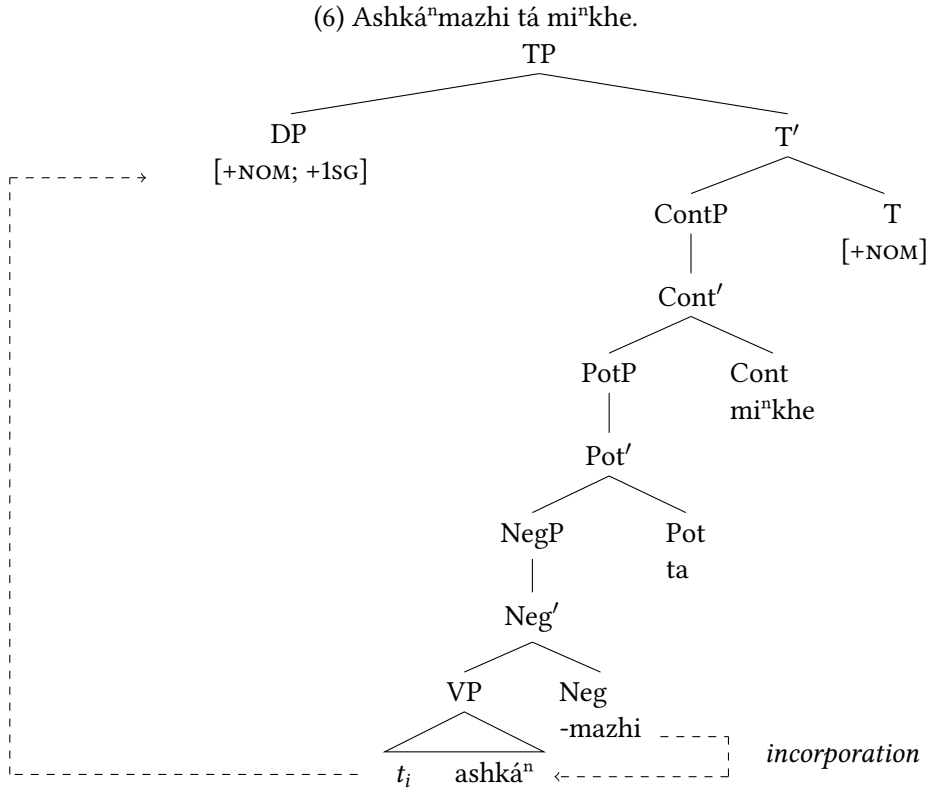 (6) Ashkáⁿmazhi tá miⁿkhe.
TP
DP T′
[+NOM; +1SG]
ContP T
[+NOM]
Cont′
PotP Cont
miⁿkhe
Pot′
NegP Pot
ta
Neg′
VP Neg
-mazhi
incorporation
tᵢ ashkáⁿ